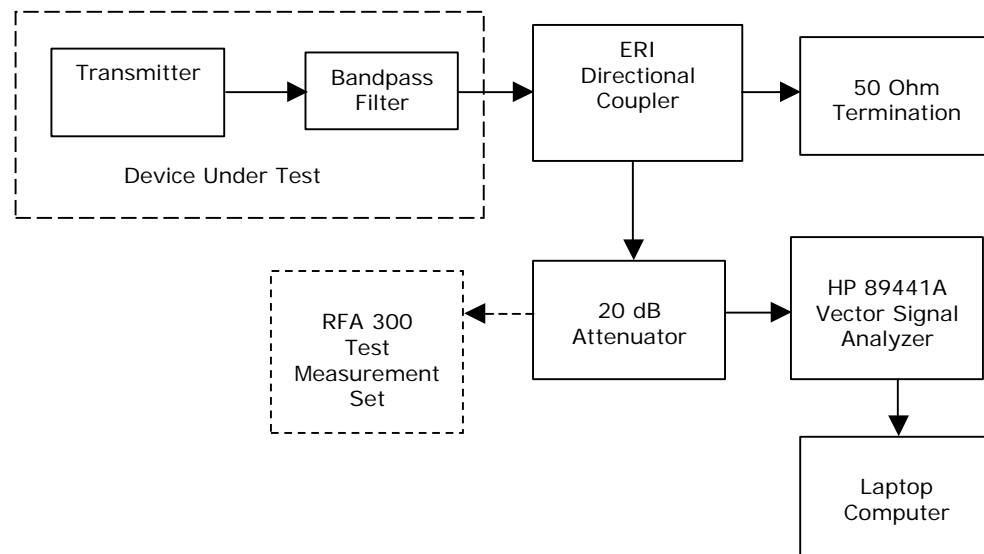 Transmitter
Bandpass
Filter
Device Under Test
ERI
Directional
Coupler
50 Ohm
Termination
RFA 300
Test
Measurement
Set
20 dB
Attenuator
HP 89441A
Vector Signal
Analyzer
Laptop
Computer